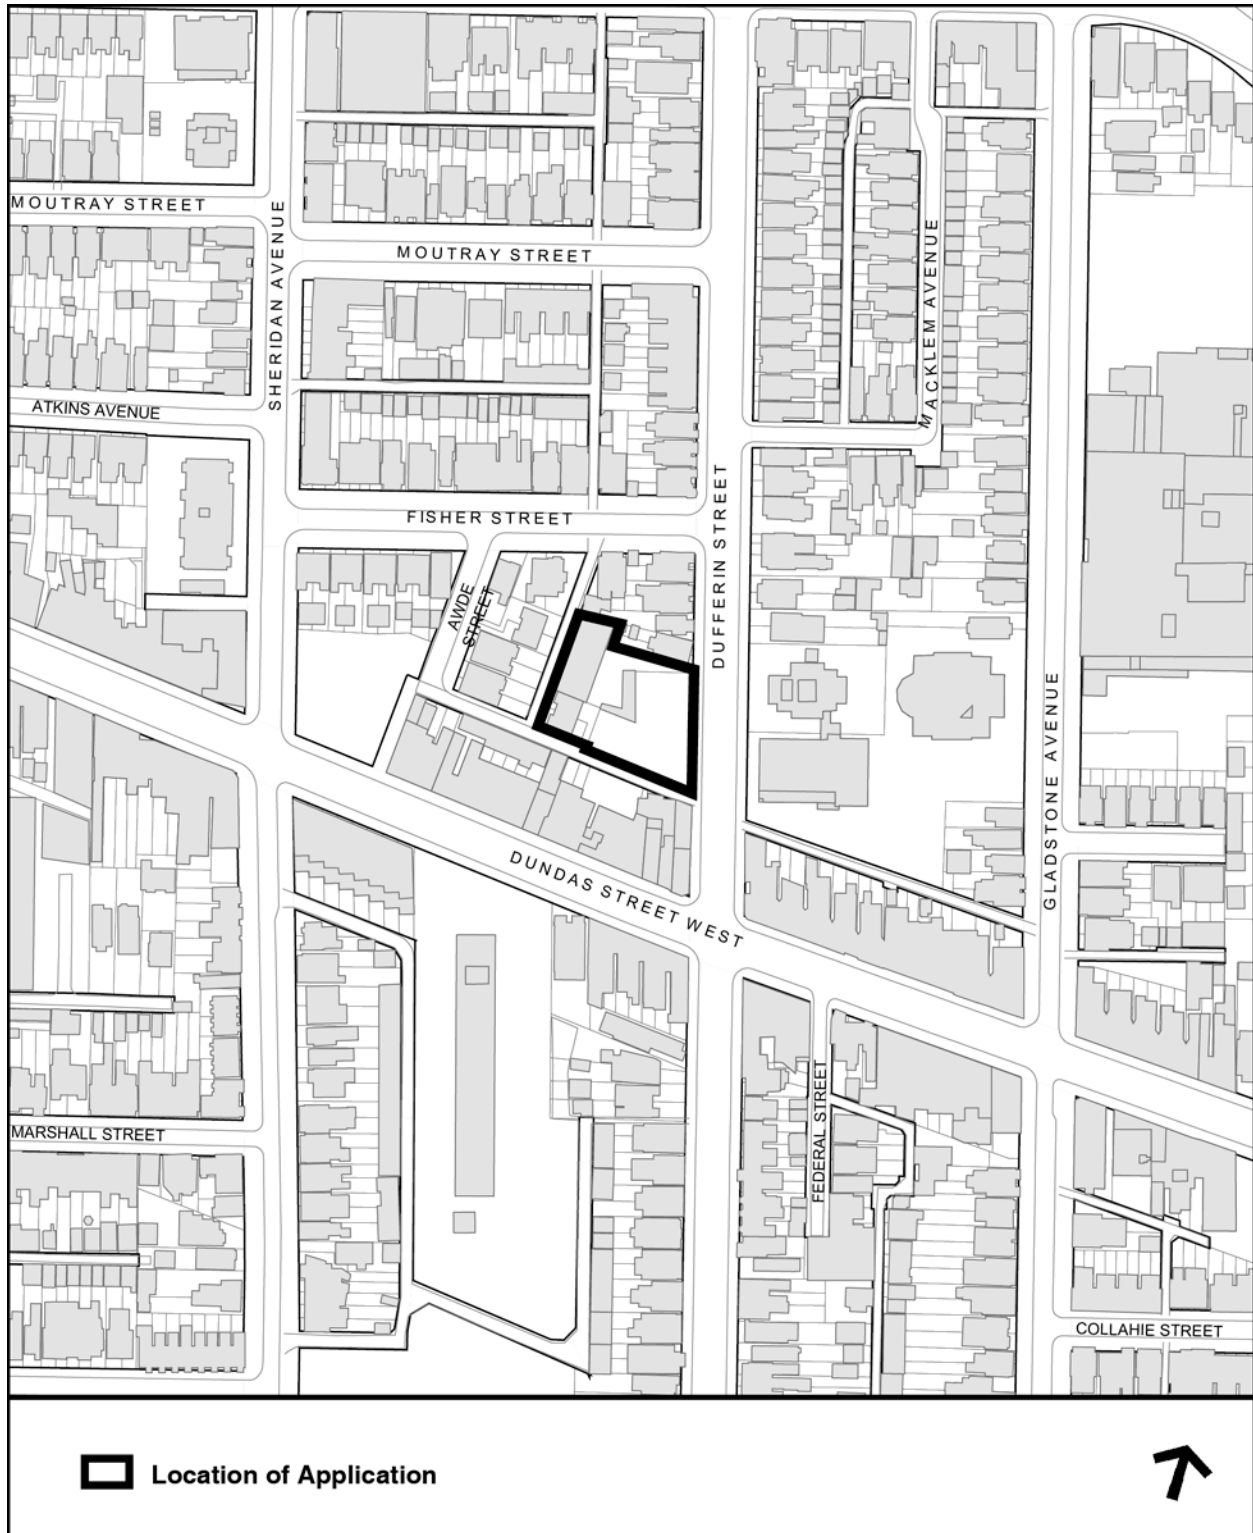 MOUTRAY STREET
SHERIDAN AVENUE
MOUTRAY STREET
MACKLEM AVENUE
ATKINS AVENUE
FISHER STREET
DUFFERIN STREET
AWDE
STREET
GLADSTONE AVENUE
DUNDAS STREET WEST
FEDERAL STREET
MARSHALL STREET
COLLAHIE STREET
Location of Application